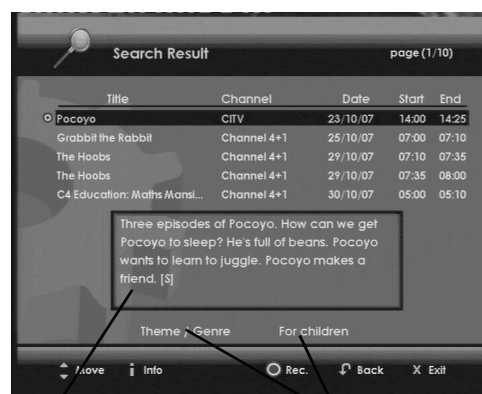 Search Result page (1/10)
Title Channel Date Start End
Pocoyo CITV 23/10/07 14:00 14:25
Grabbit the Rabbit Channel 4+1 25/10/07 07:00 07:10
The Hoobs Channel 4+1 29/10/07 07:10 07:35
The Hoobs Channel 4+1 29/10/07 07:35 08:00
C4 Education: Maths Mansi... Channel 4+1 30/10/07 05:00 05:10
Three episodes of Pocoyo. How can we get
Pocoyo to sleep? He's full of beans. Pocoyo
wants to learn to juggle. Pocoyo makes a
friend. [S]
Theme / Genre For children
Move i Info Rec. Back X Exit